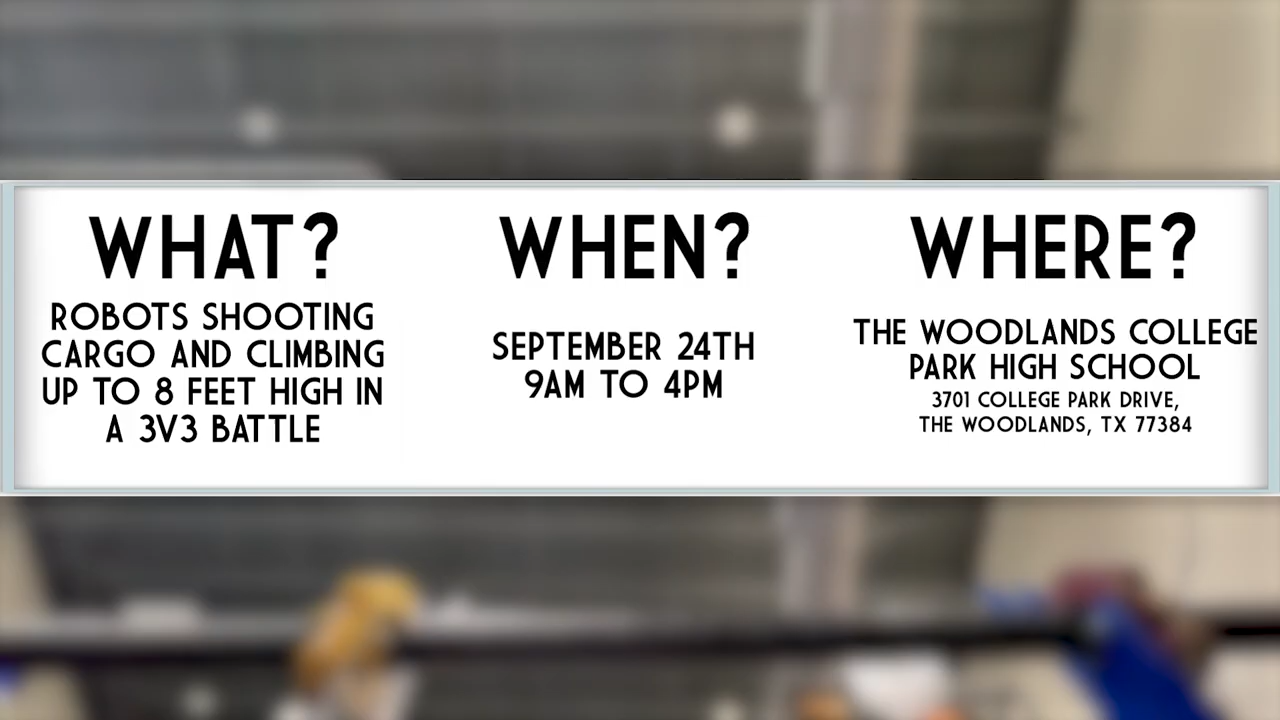 WHAT?
ROBOTS SHOOTING
CARGO AND CLIMBING
UP TO 8 FEET HIGH IN
A 3V3 BATTLE
WHEN?
SEPTEMBER 24TH
9AM TO 4PM
WHERE?
THE WOODLANDS COLLEGE
PARK HIGH SCHOOL
3701 COLLEGE PARK DRIVE,
THE WOODLANDS, TX 77384